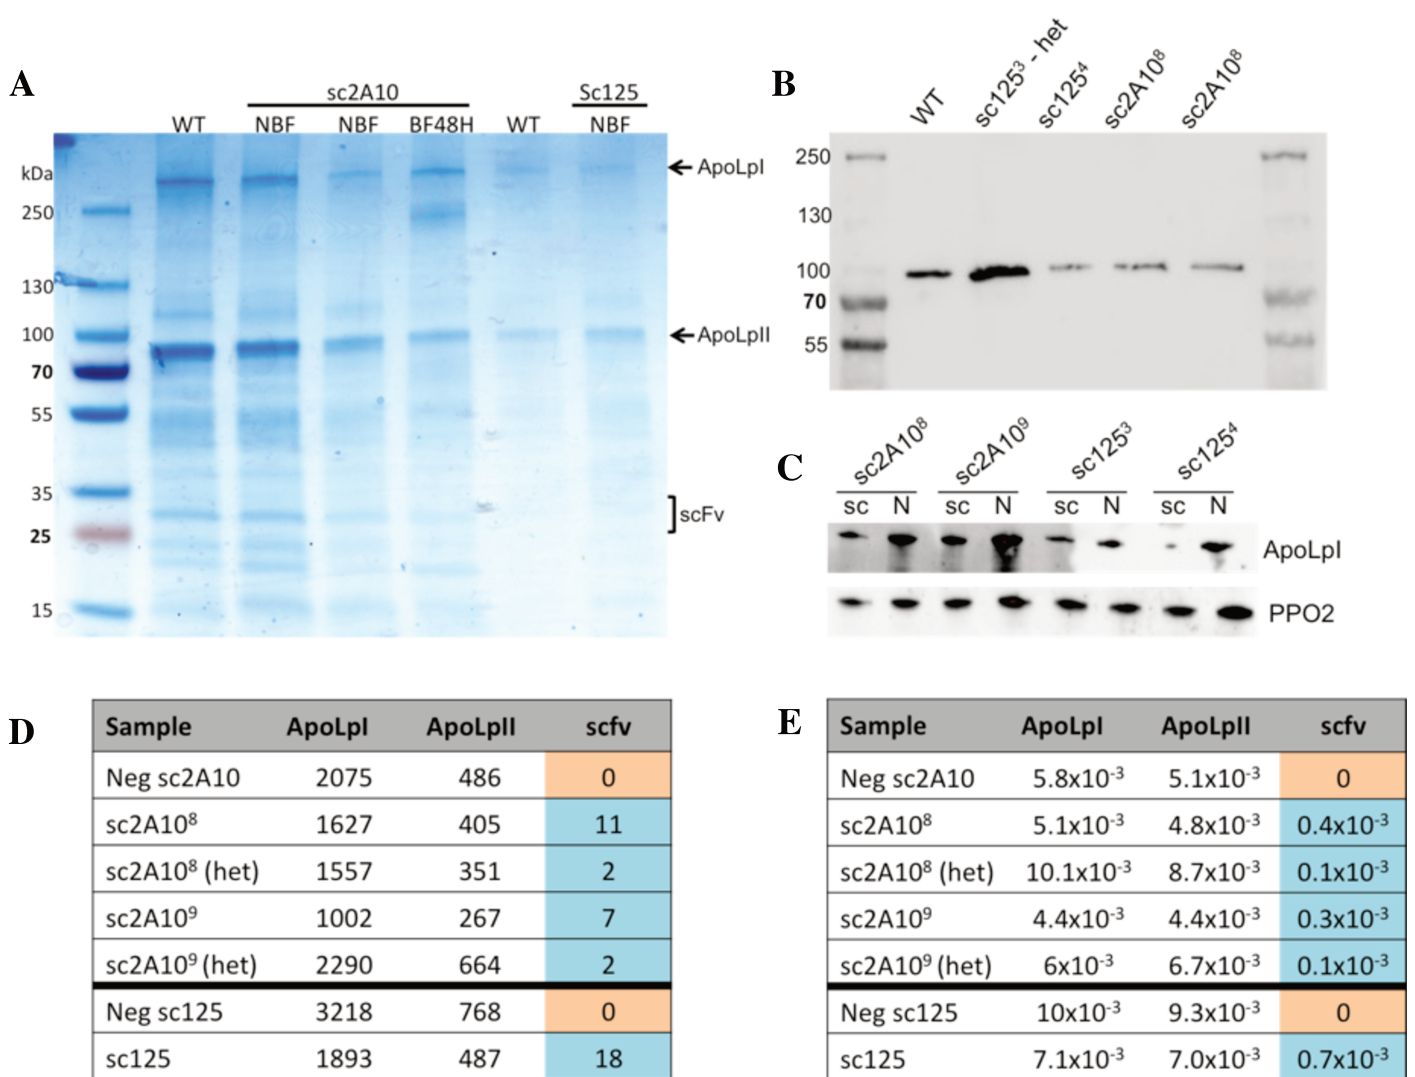 A
sc2A10
Sc125
WT NBF NBF BF48H WT NBF
kDa
250
130
100
70
55
35
25
15
ApoLpI
ApoLpII
scFv
B
WT sc125³ - het sc125⁴ sc2A10⁸ sc2A10⁸
250
130
100
70
55
C
sc2A10⁸ sc2A10⁹ sc125³ sc125⁴
sc N sc N sc N sc N
ApoLpI
PPO2
D
Sample ApoLpI ApoLpII scfv
Neg sc2A10 2075 486 0
sc2A10⁸ 1627 405 11
sc2A10⁸ (het) 1557 351 2
sc2A10⁹ 1002 267 7
sc2A10⁹ (het) 2290 664 2
Neg sc125 3218 768 0
sc125 1893 487 18
E
Sample ApoLpI ApoLpII scfv
Neg sc2A10 5.8x10⁻³ 5.1x10⁻³ 0
sc2A10⁸ 5.1x10⁻³ 4.8x10⁻³ 0.4x10⁻³
sc2A10⁸ (het) 10.1x10⁻³ 8.7x10⁻³ 0.1x10⁻³
sc2A10⁹ 4.4x10⁻³ 4.4x10⁻³ 0.3x10⁻³
sc2A10⁹ (het) 6x10⁻³ 6.7x10⁻³ 0.1x10⁻³
Neg sc125 10x10⁻³ 9.3x10⁻³ 0
sc125 7.1x10⁻³ 7.0x10⁻³ 0.7x10⁻³